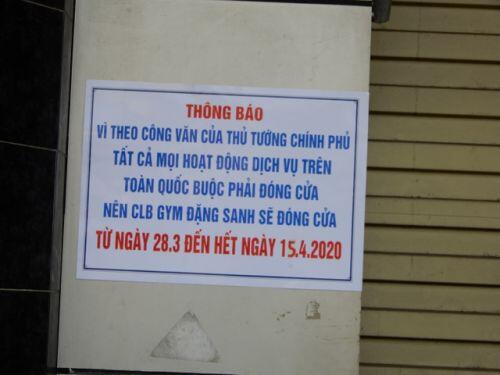 THÔNG BÁO
VÌ THEO CÔNG VĂN CỦA THỦ TƯỚNG CHÍNH PHỦ
TẤT CẢ MỌI HOẠT ĐỘNG DỊCH VỤ TRÊN
TOÀN QUỐC BUỘC PHẢI ĐÓNG CỬA
NÊN CLB GYM ĐẶNG SANH SẼ ĐÓNG CỬA
TỪ NGÀY 28.3 ĐẾN HẾT NGÀY 15.4.2020